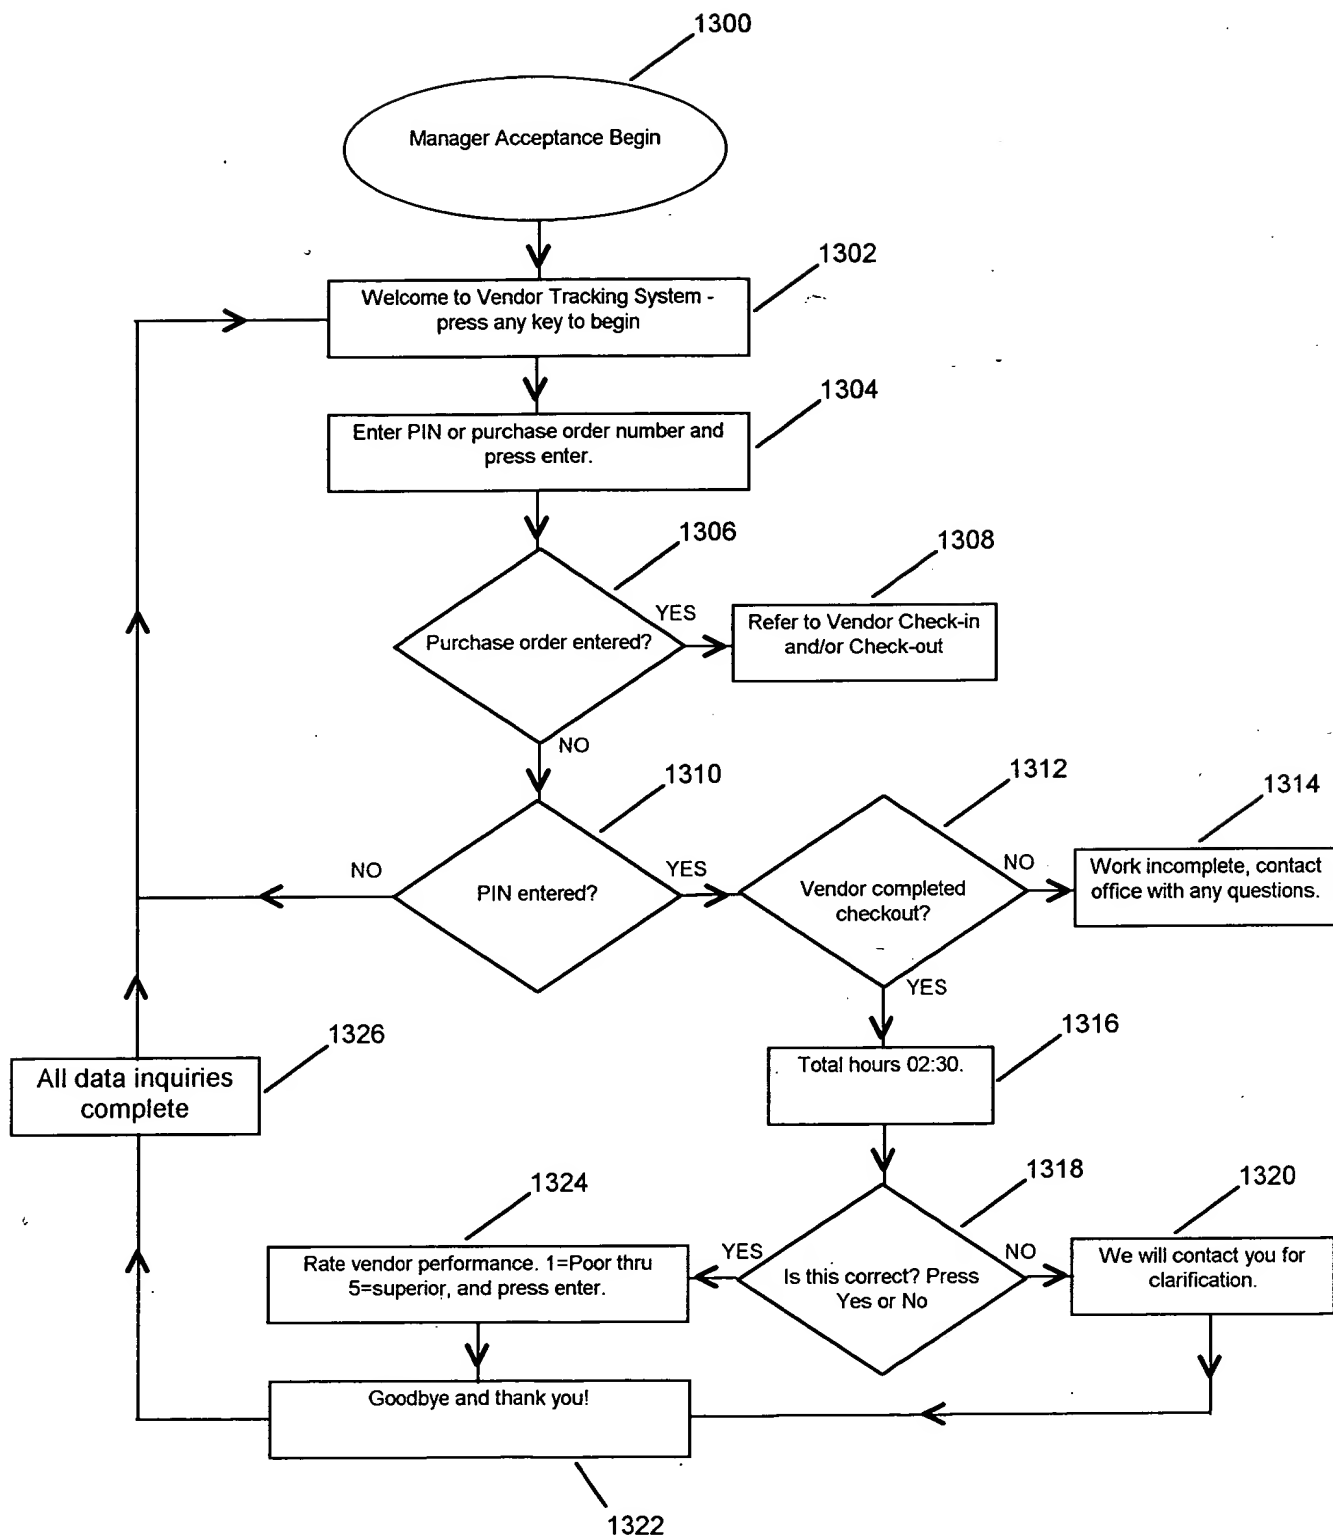 1300
Manager Acceptance Begin
1302
Welcome to Vendor Tracking System -
press any key to begin
1304
Enter PIN or purchase order number and
press enter.
1306
1308
YES
Purchase order entered?
Refer to Vendor Check-in
and/or Check-out
NO
1310
1312
1314
NO
PIN entered?
YES
Vendor completed
checkout?
NO
Work incomplete, contact
office with any questions.
YES
1316
Total hours 02:30.
1326
All data inquiries
complete
1318
1320
1324
Rate vendor performance. 1=Poor thru
5=superior, and press enter.
YES
Is this correct? Press
Yes or No
NO
We will contact you for
clarification.
Goodbye and thank you!
1322